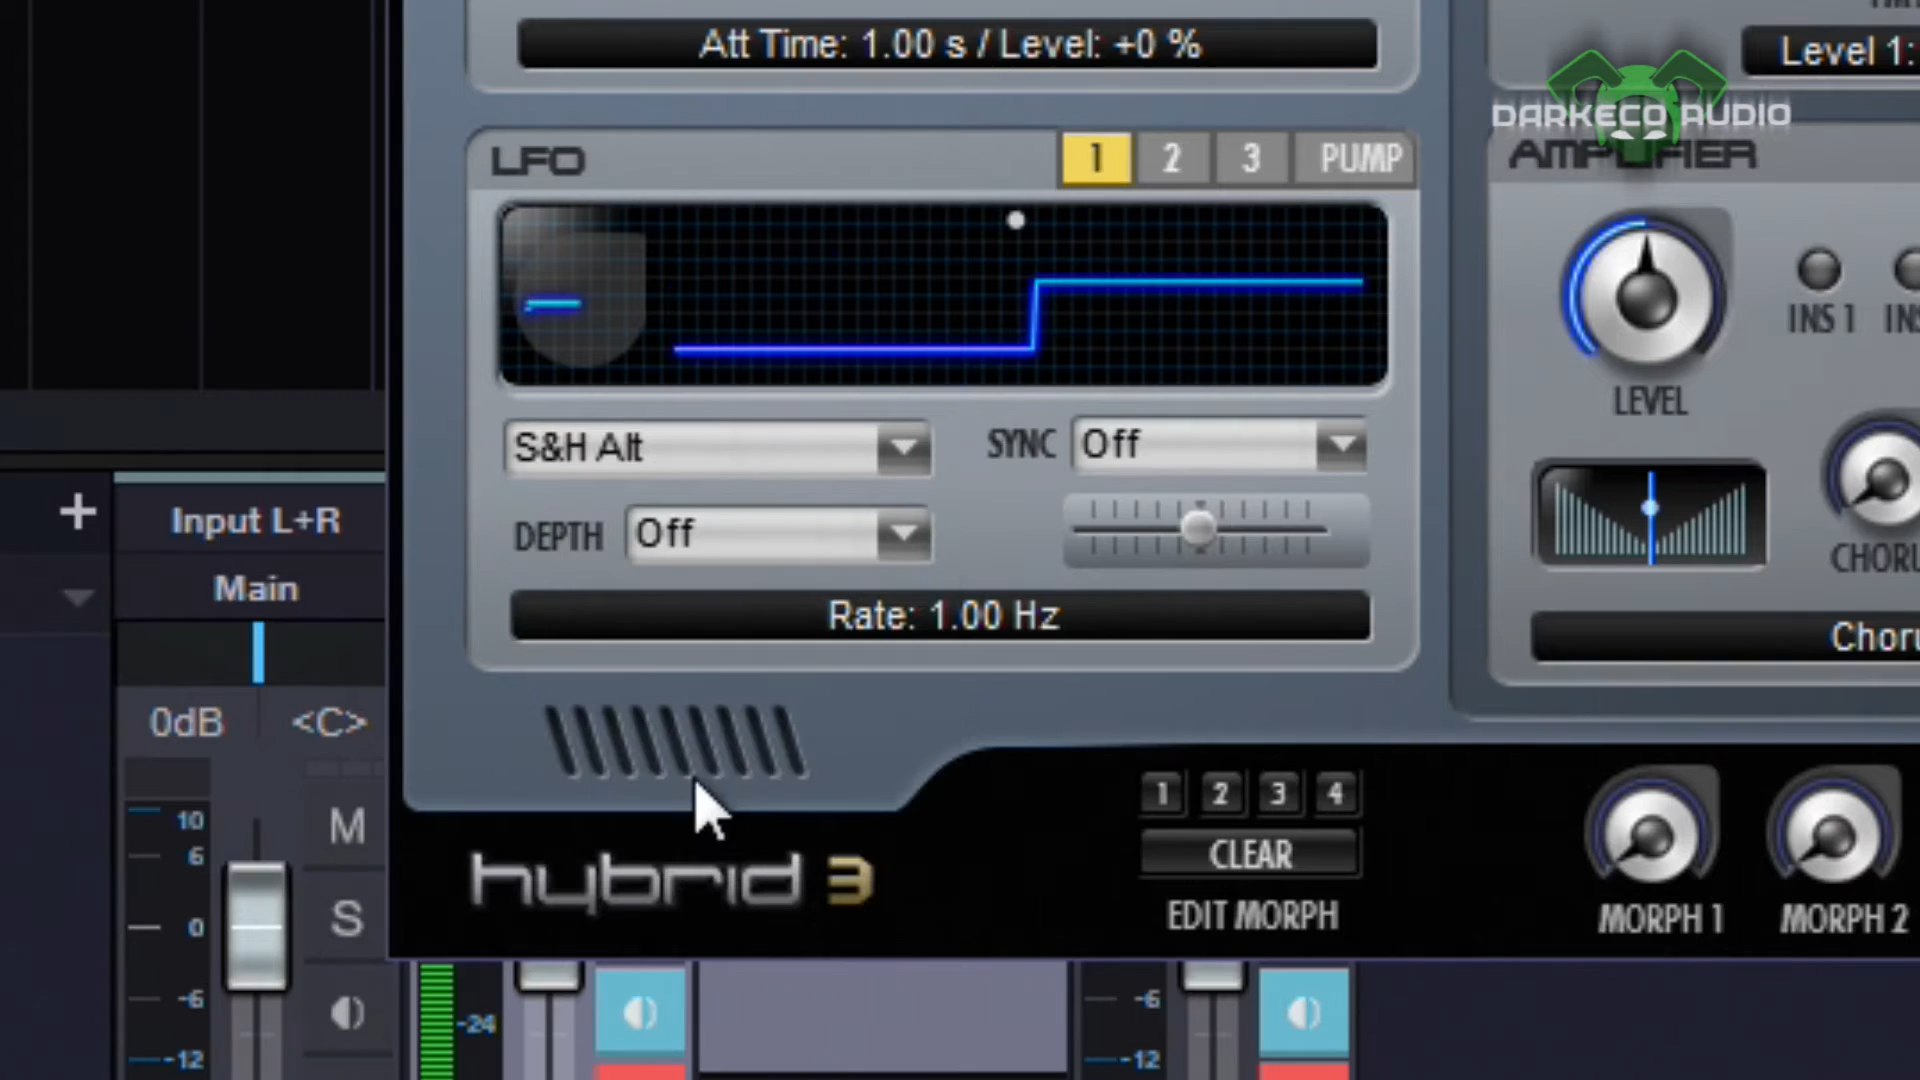 Att Time: 1.00 s / Level: +0 %
Level 1:
DARKECO AUDIO
LFO
1 2 3 PUMP
AMPLIFIER
INS 1
LEVEL
S&H Alt
SYNC Off
DEPTH Off
Rate: 1.00 Hz
+
Input L+R
Main
0dB <C>
10
6
0
-6
-12
M
S
-24
1 2 3 4
CLEAR
EDIT MORPH
hybrid 3
MORPH 1 MORPH 2
-6
-12